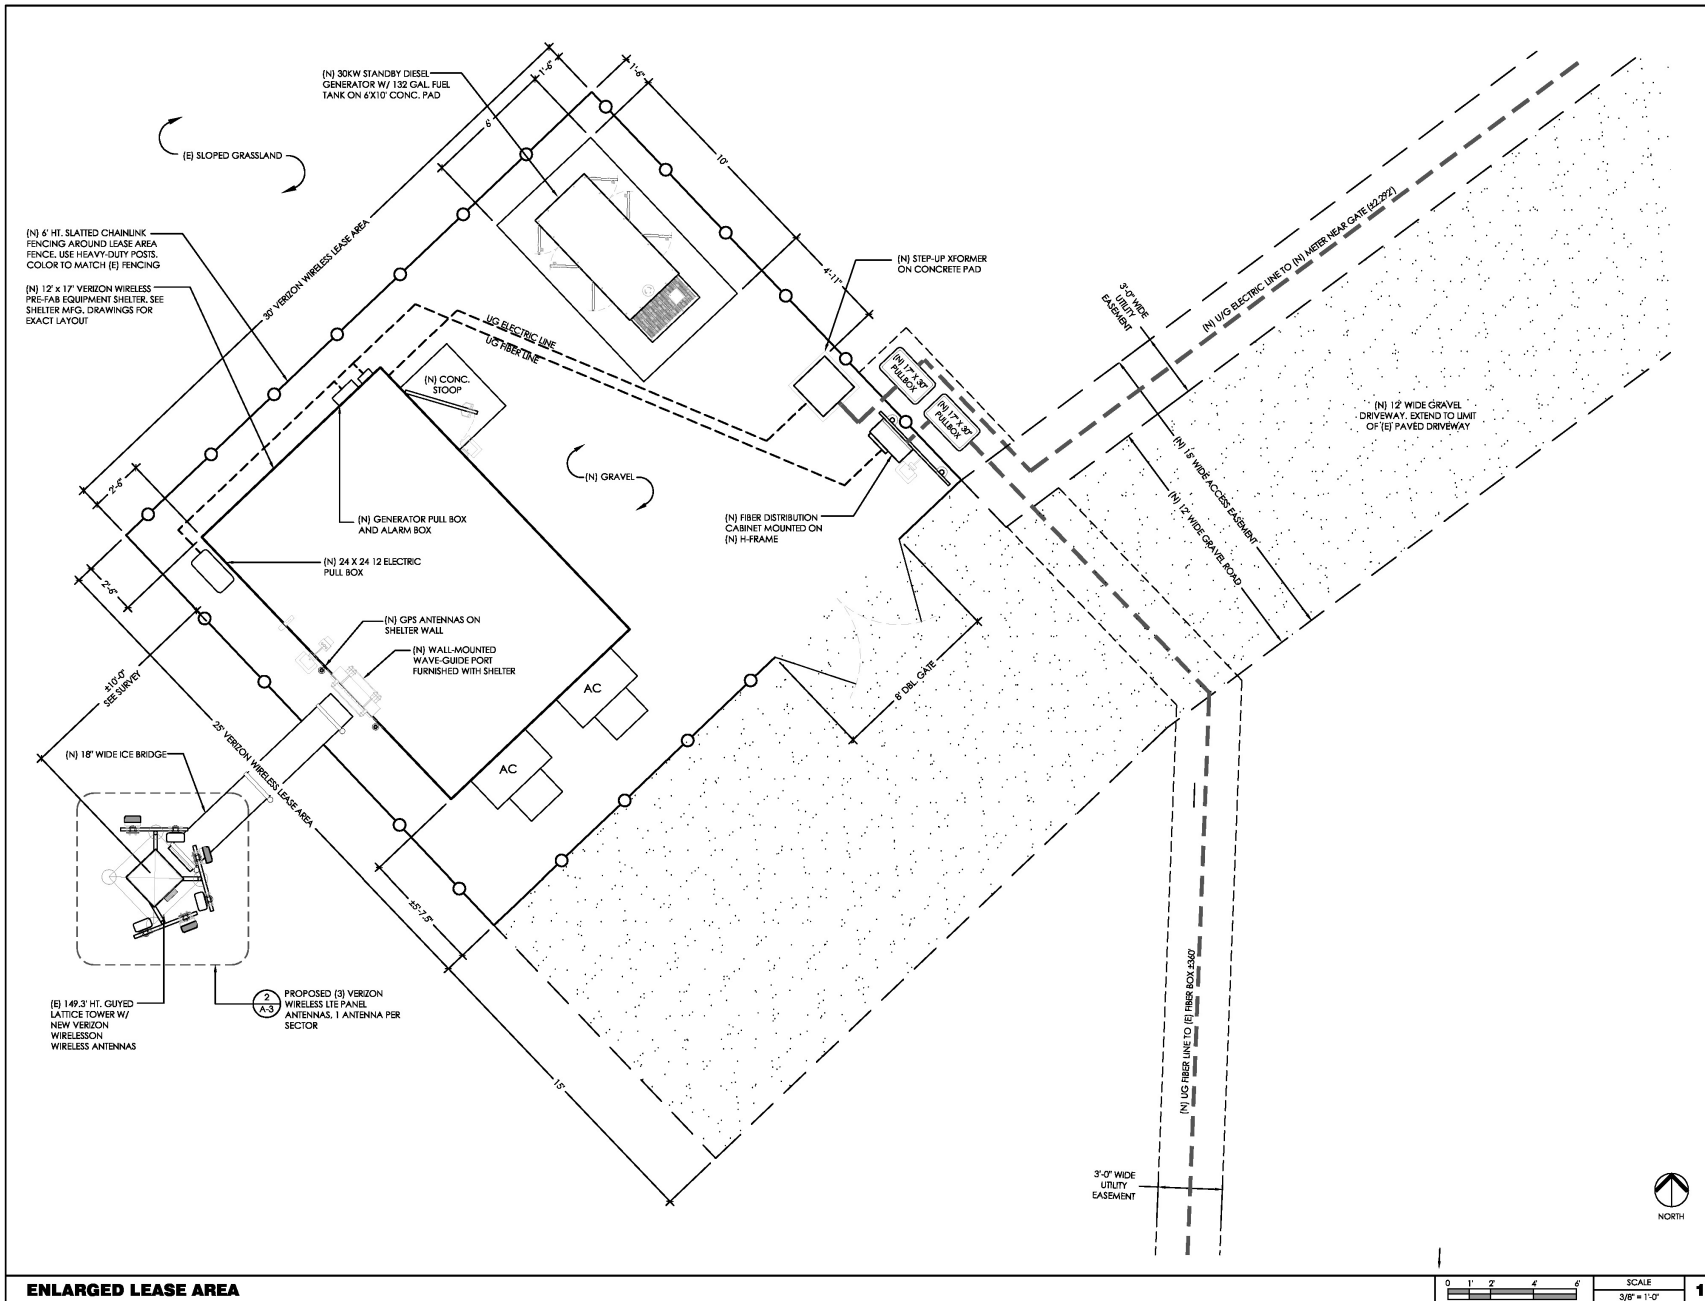 (N) 30KW STANDBY DIESEL
GENERATOR W/ 132 GAL. FUEL
TANK ON 6'X10' CONC. PAD
1'-6"
1'-6"
6'
10'
(E) SLOPED GRASSLAND
(N) 6' HT. SLATTED CHAINLINK
FENCING AROUND LEASE AREA
FENCE. USE HEAVY-DUTY POSTS.
COLOR TO MATCH (E) FENCING
(N) 12' x 17' VERIZON WIRELESS
PRE-FAB EQUIPMENT SHELTER. SEE
SHELTER MFG. DRAWINGS FOR
EXACT LAYOUT
30' VERIZON WIRELESS LEASE AREA
4'-11"
(N) STEP-UP XFORMER
ON CONCRETE PAD
3'-0" WIDE
UTILITY
EASEMENT
(N) U/G ELECTRIC LINE TO (N) METER NEAR GATE (±2,292')
UG ELECTRIC LINE
UG FIBER LINE
(N) CONC.
STOOP
(N) 17" X 30"
PULLBOX
(N) 17" X 30"
PULLBOX
(N) 12' WIDE GRAVEL
DRIVEWAY. EXTEND TO LIMIT
OF (E) PAVED DRIVEWAY
(N) 15' WIDE ACCESS EASEMENT
(N) 12' WIDE GRAVEL ROAD
2'-6"
(N) GRAVEL
(N) GENERATOR PULL BOX
AND ALARM BOX
(N) FIBER DISTRIBUTION
CABINET MOUNTED ON
(N) H-FRAME
(N) 24 X 24 12 ELECTRIC
PULL BOX
2'-6"
(N) GPS ANTENNAS ON
SHELTER WALL
(N) WALL-MOUNTED
WAVE-GUIDE PORT
FURNISHED WITH SHELTER
±10'-0"
SEE SURVEY
AC
AC
8' DBL. GATE
25' VERIZON WIRELESS LEASE AREA
(N) 18" WIDE ICE BRIDGE
±5'-7.5"
(E) 149.3' HT. GUYED
LATTICE TOWER W/
NEW VERIZON
WIRELESSON
WIRELESS ANTENNAS
2
A-3
PROPOSED (3) VERIZON
WIRELESS LTE PANEL
ANTENNAS, 1 ANTENNA PER
SECTOR
15'
(N) UG FIBER LINE TO (E) FIBER BOX ±360'
3'-0" WIDE
UTILITY
EASEMENT
NORTH
ENLARGED LEASE AREA
0 1' 2' 4' 6'
SCALE
3/8" = 1'-0"
1